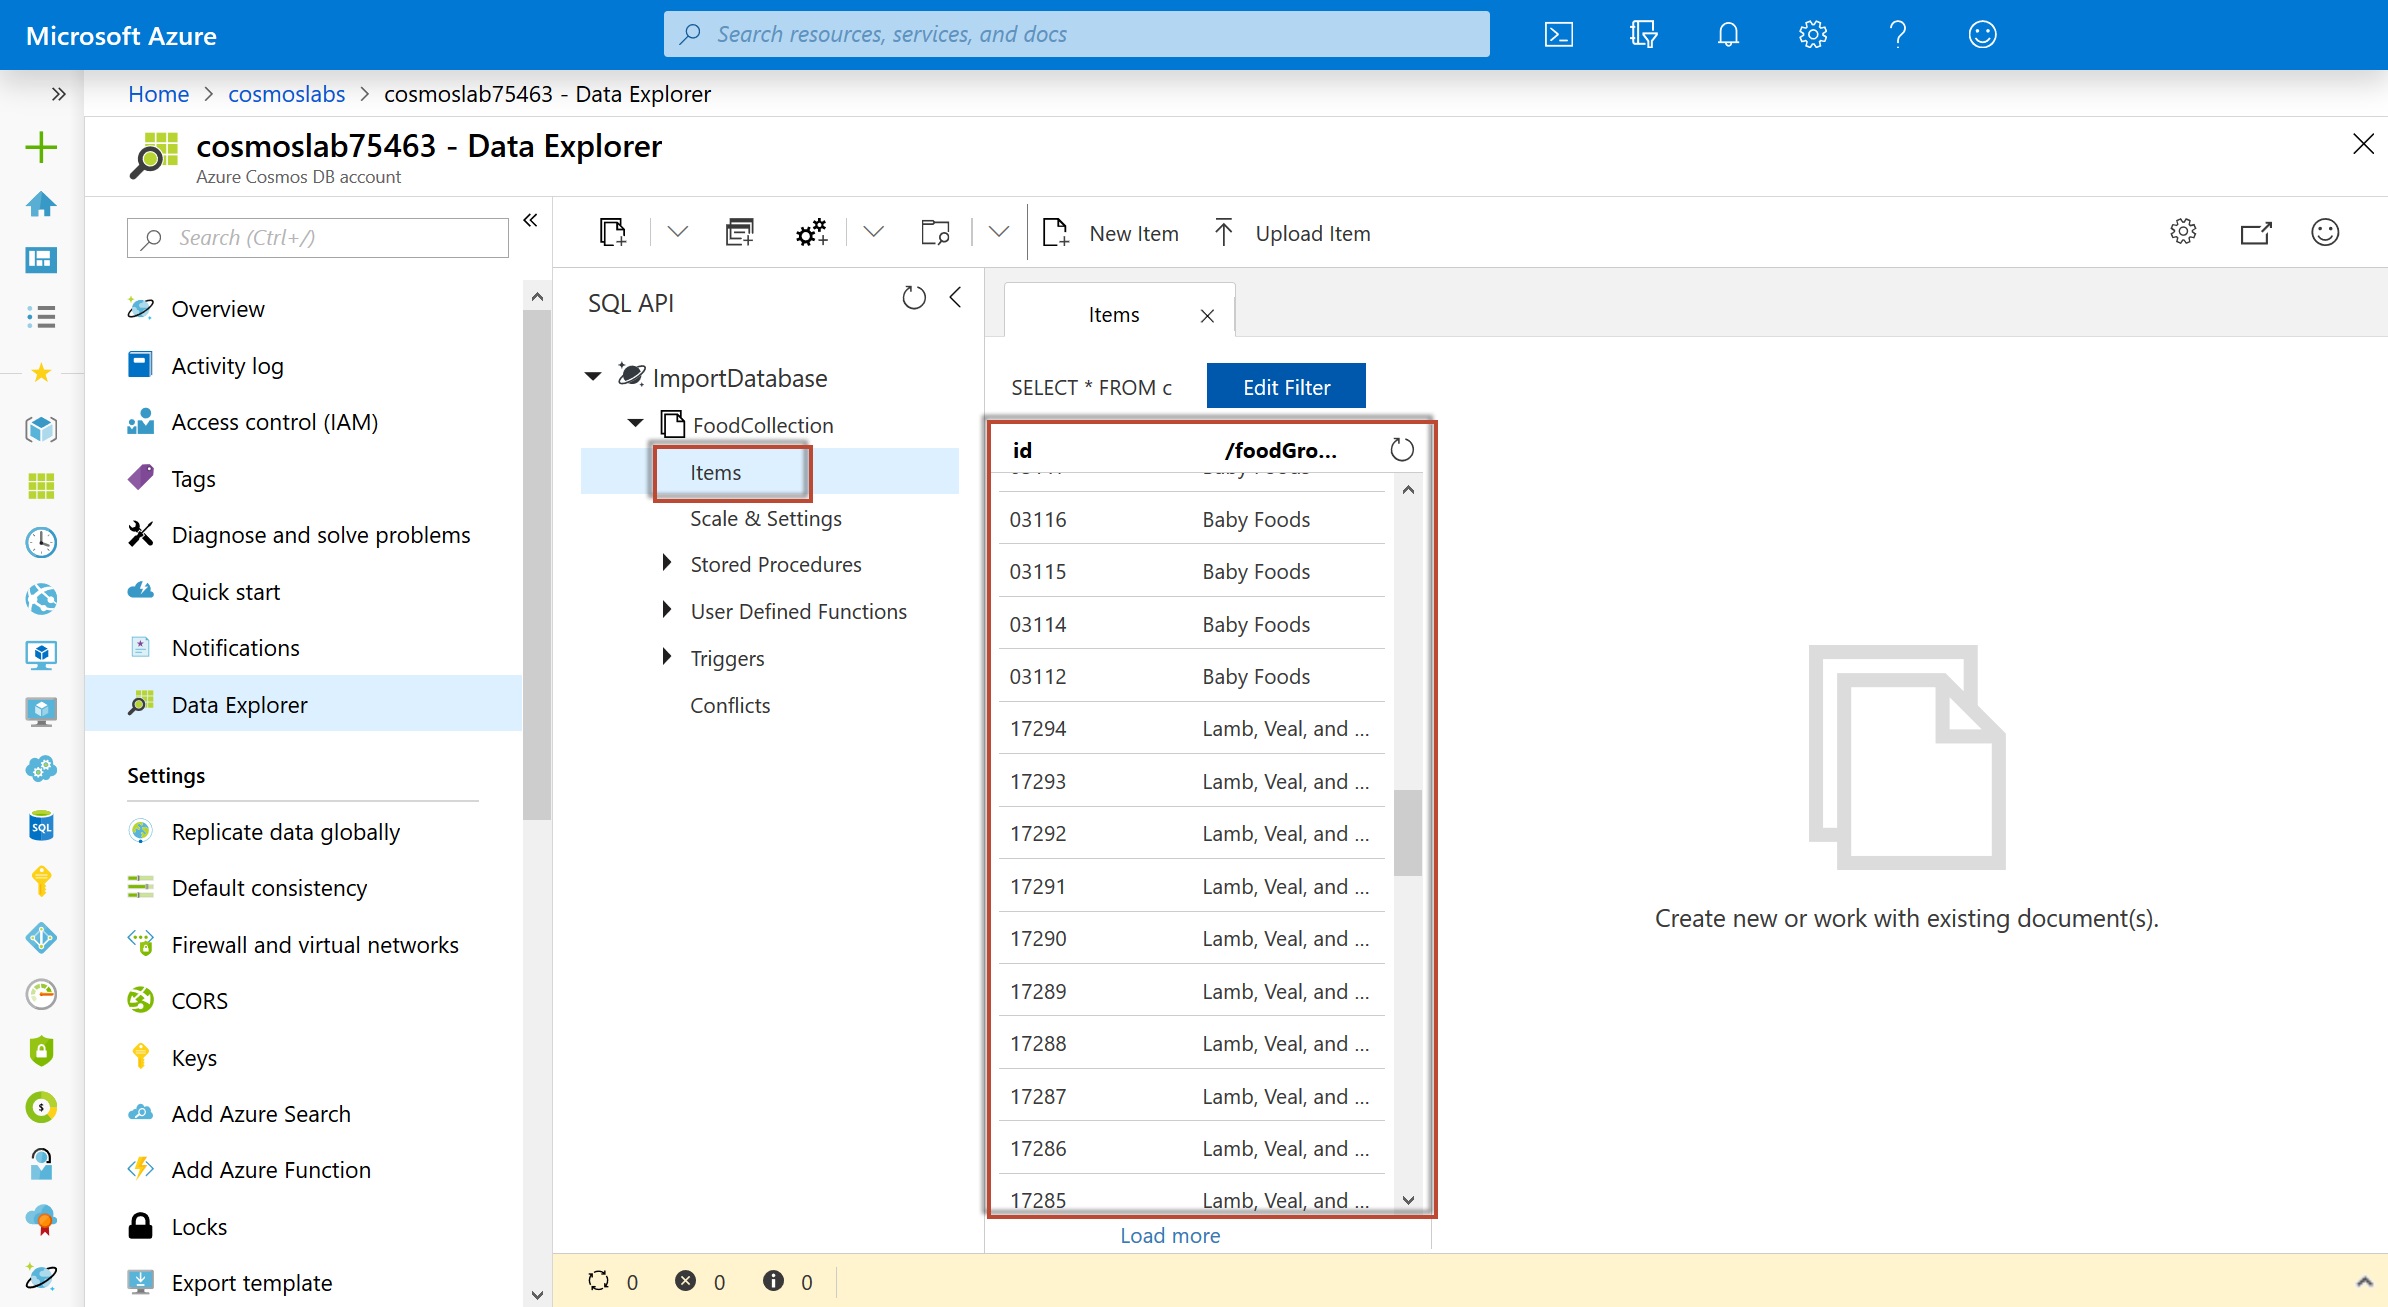 Microsoft Azure
Search resources, services, and docs
Home > cosmoslabs > cosmoslab75463 - Data Explorer
cosmoslab75463 - Data Explorer
Azure Cosmos DB account
Search (Ctrl+/)
Overview
Activity log
Access control (IAM)
Tags
Diagnose and solve problems
Quick start
Notifications
Data Explorer
Settings
Replicate data globally
Default consistency
Firewall and virtual networks
CORS
Keys
Add Azure Search
Add Azure Function
Locks
Export template
New Item
Upload Item
SQL API
ImportDatabase
FoodCollection
Items
Scale & Settings
Stored Procedures
User Defined Functions
Triggers
Conflicts
Items
SELECT * FROM c
Edit Filter
id /foodGro...
03116 Baby Foods
03115 Baby Foods
03114 Baby Foods
03112 Baby Foods
17294 Lamb, Veal, and ...
17293 Lamb, Veal, and ...
17292 Lamb, Veal, and ...
17291 Lamb, Veal, and ...
17290 Lamb, Veal, and ...
17289 Lamb, Veal, and ...
17288 Lamb, Veal, and ...
17287 Lamb, Veal, and ...
17286 Lamb, Veal, and ...
17285 Lamb, Veal, and ...
Load more
Create new or work with existing document(s).
0 0 0
SQL